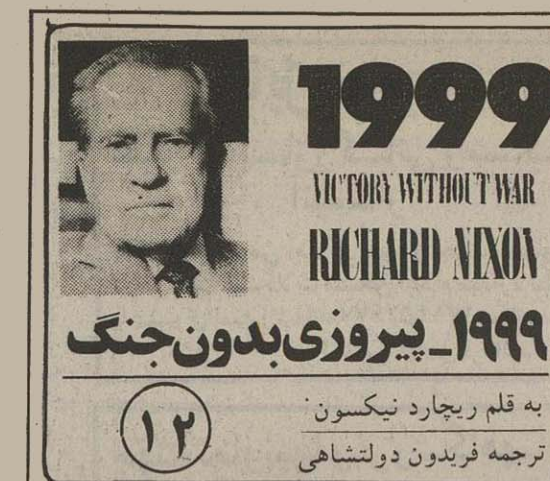 1999
VICTORY WITHOUT WAR
RICHARD NIXON
۱۹۹۹_پیروزی بدون جنگ
به قلم ریچارد نیکسون
ترجمه فریدون دولتشاهی
۱۲